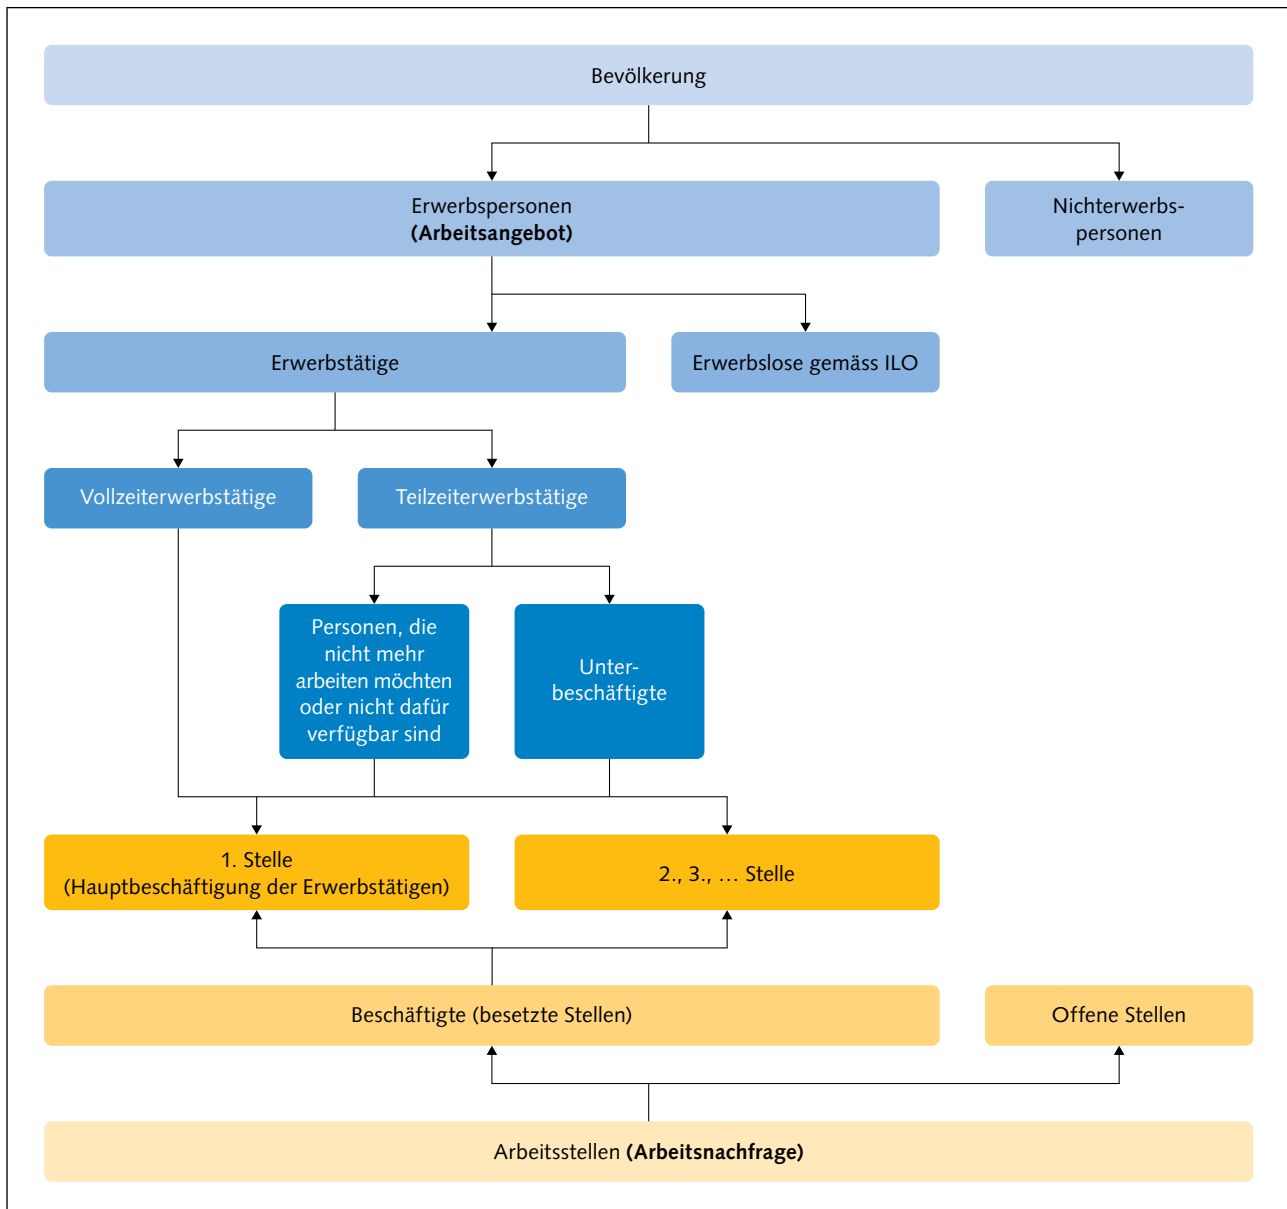 Bevölkerung
Erwerbspersonen
(Arbeitsangebot)
Nichterwerbs-
personen
Erwerbstätige
Erwerbslose gemäss ILO
Vollzeiterwerbstätige
Teilzeiterwerbstätige
Personen, die
nicht mehr
arbeiten möchten
oder nicht dafür
verfügbar sind
Unter-
beschäftigte
1. Stelle
(Hauptbeschäftigung der Erwerbstätigen)
2., 3., … Stelle
Beschäftigte (besetzte Stellen)
Offene Stellen
Arbeitsstellen (Arbeitsnachfrage)